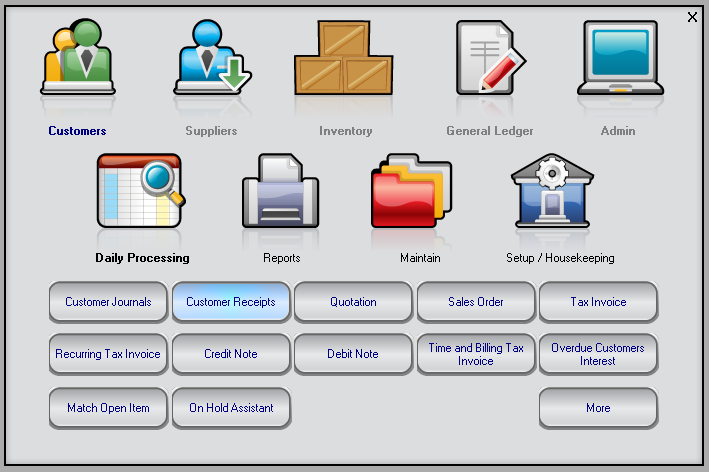 X
Customers
Suppliers
Inventory
General Ledger
Admin
Daily Processing
Reports
Maintain
Setup / Housekeeping
Customer Journals
Customer Receipts
Quotation
Sales Order
Tax Invoice
Recurring Tax Invoice
Credit Note
Debit Note
Time and Billing Tax
Invoice
Overdue Customers
Interest
Match Open Item
On Hold Assistant
More